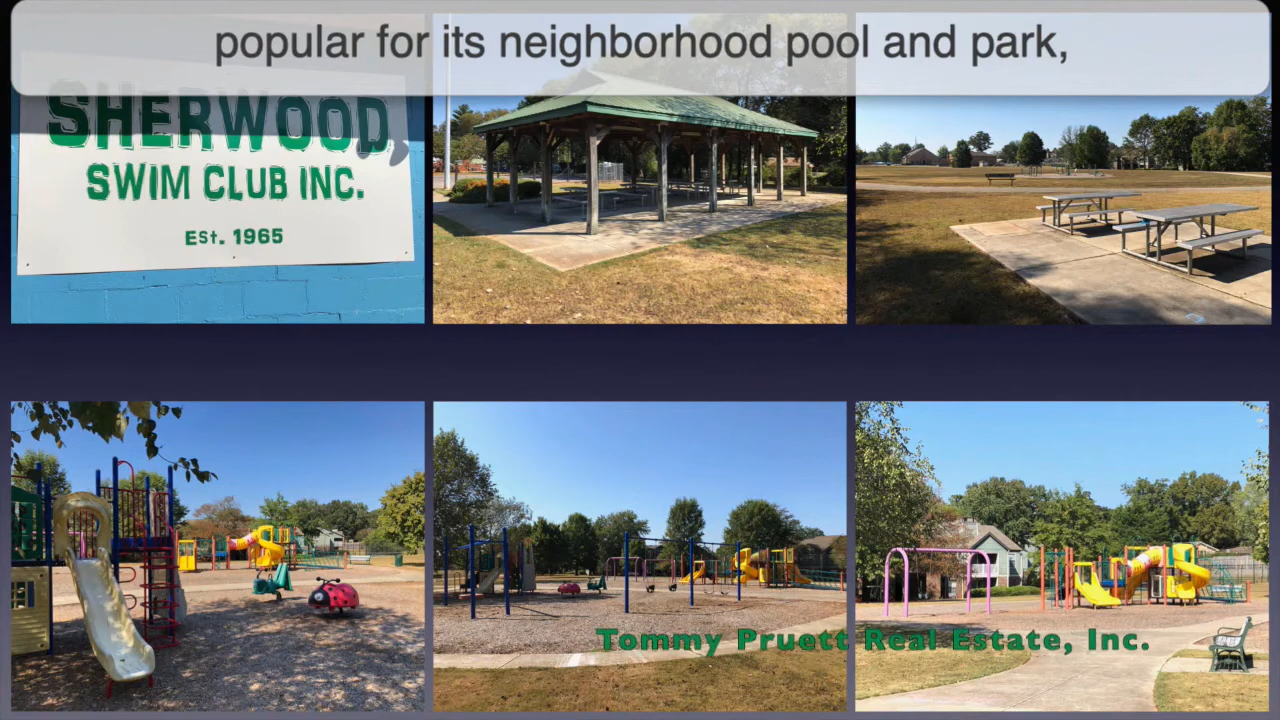 popular for its neighborhood pool and park,
SHERWOOD
SWIM CLUB INC.
Est. 1965
Tommy Pruett Real Estate, Inc.